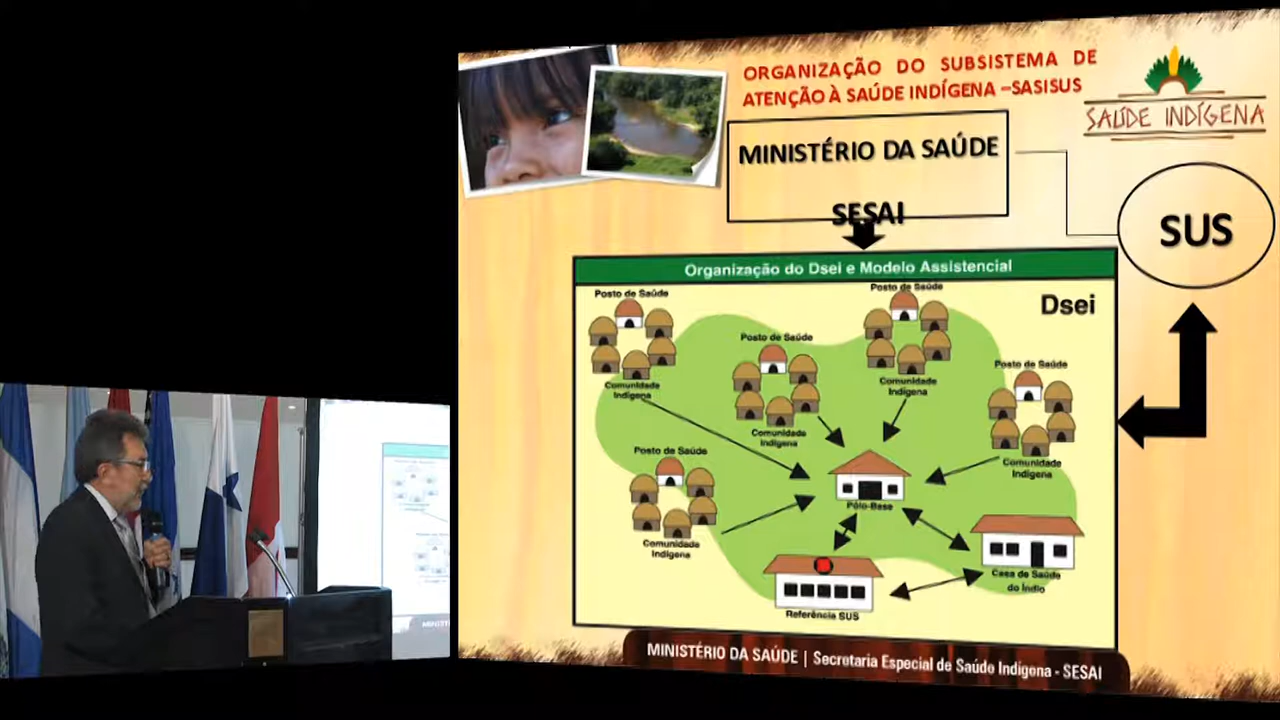 ORGANIZAÇÃO DO SUBSISTEMA DE
ATENÇÃO À SAÚDE INDÍGENA –SASISUS
SAÚDE INDÍGENA
MINISTÉRIO DA SAÚDE
SESAI
SUS
Organização do Dsei e Modelo Assistencial
Dsei
Posto de Saúde
Comunidade
Indígena
Posto de Saúde
Comunidade
Indígena
Posto de Saúde
Comunidade
Indígena
Posto de Saúde
Comunidade
Indígena
Posto de Saúde
Comunidade
Indígena
Pólo-Base
Casa de Saúde
do Índio
Referência SUS
MINISTÉRIO DA SAÚDE | Secretaria Especial de Saúde Indígena - SESAI